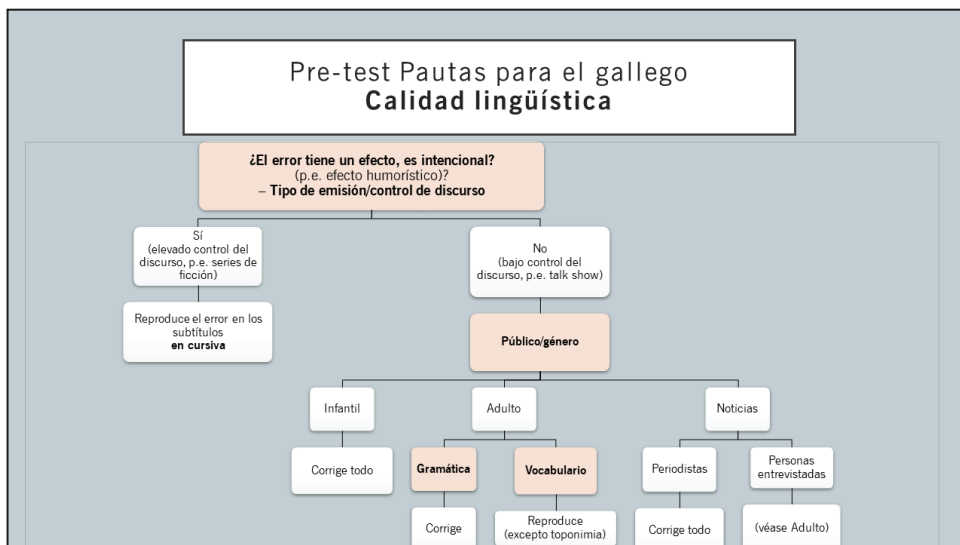 Pre-test Pautas para el gallego
Calidad lingüística
¿El error tiene un efecto, es intencional?
(p.e. efecto humorístico)?
– Tipo de emisión/control de discurso
Sí
(elevado control del
discurso, p.e. series de
ficción)
No
(bajo control del
discurso, p.e. talk show)
Reproduce el error en los
subtítulos
en cursiva
Público/género
Infantil
Adulto
Noticias
Corrige todo
Gramática
Vocabulario
Periodistas
Personas
entrevistadas
Corrige
Reproduce
(excepto toponimia)
Corrige todo
(véase Adulto)